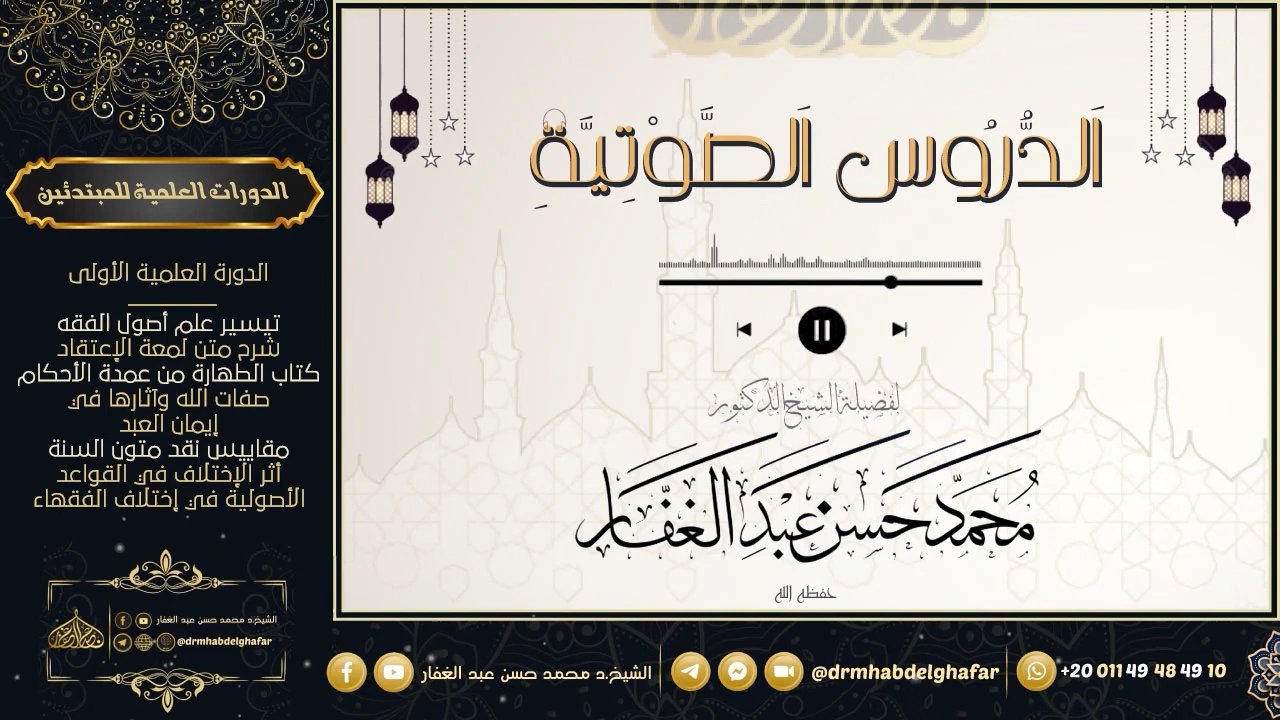 الدُّرُوس الصَّوْتِيَّةِ
لفضيلة الشيخ الدكتور
مُحَمَّد حَسَن عَبْدَ الغَفَّار
حفظه الله
الدورات العلمية للمبتدئين
الدورة العلمية الأولى
تيسير علم أصول الفقه
شرح متن لمعة الإعتقاد
كتاب الطهارة من عمدة الأحكام
صفات الله وآثارها في
إيمان العبد
مقاييس نقد متون السنة
أثر الإختلاف في القواعد
الأصولية في إختلاف الفقهاء
الشيخ.د محمد حسن عبد الغفار
@drmhabdelghafar
الشيخ.د محمد حسن عبد الغفار
@drmhabdelghafar
+20 011 49 48 49 10